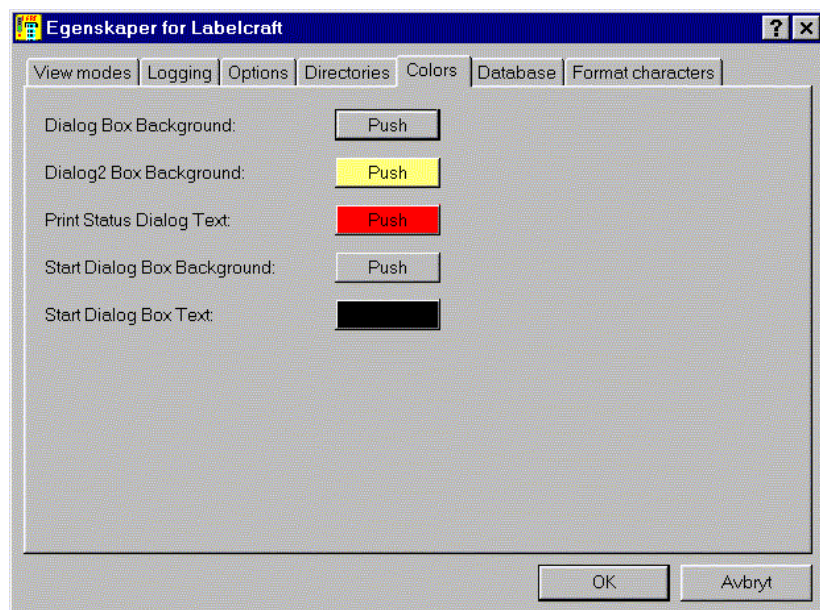 Egenskaper for Labelcraft
View modes Logging Options Directories Colors Database Format characters
Dialog Box Background: Push
Dialog2 Box Background: Push
Print Status Dialog Text: Push
Start Dialog Box Background: Push
Start Dialog Box Text:
OK Avbryt